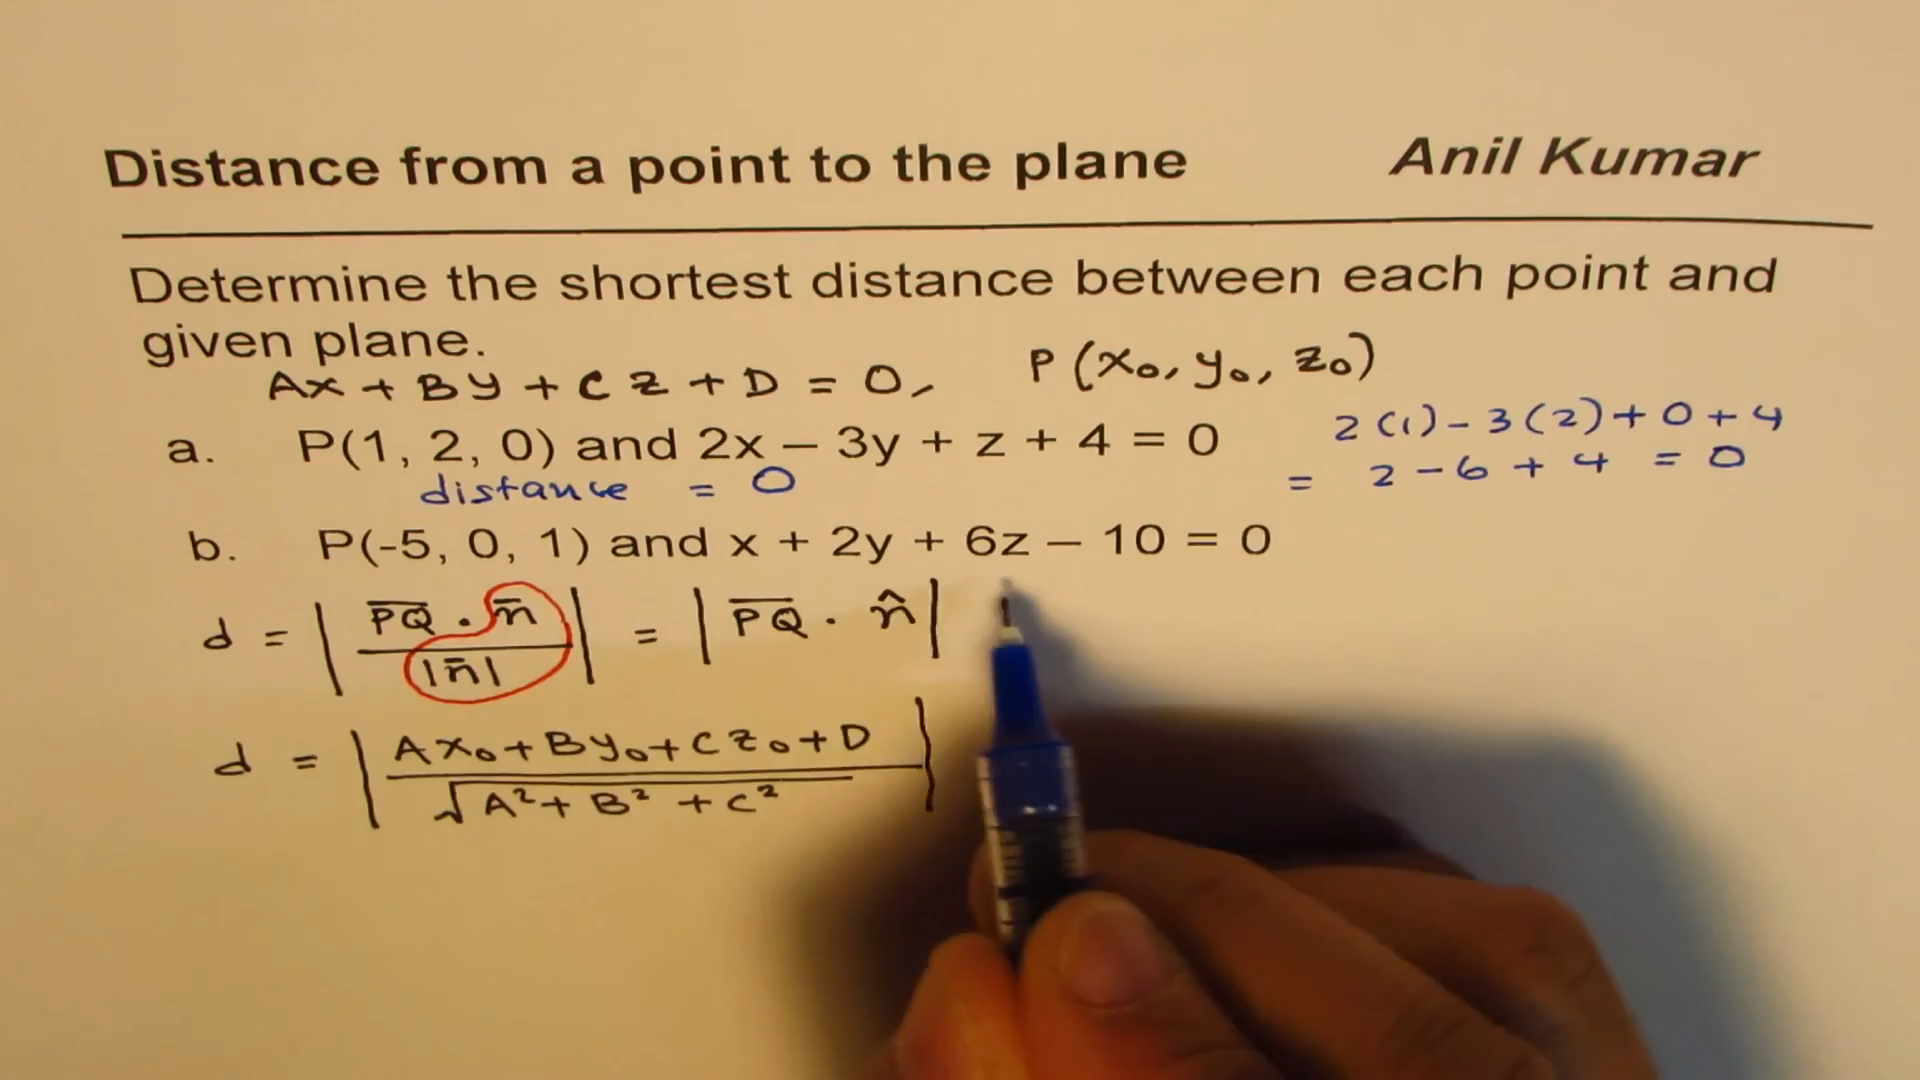 Distance from a point to the plane Anil Kumar
Determine the shortest distance between each point and
given plane.
Ax + By + Cz + D = 0, P(x₀, y₀, z₀)
a. P(1, 2, 0) and 2x – 3y + z + 4 = 0 2(1) - 3(2) + 0 + 4
distance = 0 = 2 - 6 + 4 = 0
b. P(-5, 0, 1) and x + 2y + 6z – 10 = 0
d = | P̅Q̅ · n̅ / |n̅| | = | P̅Q̅ · n̂ |
d = | Ax₀ + By₀ + Cz₀ + D / √A² + B² + C² |